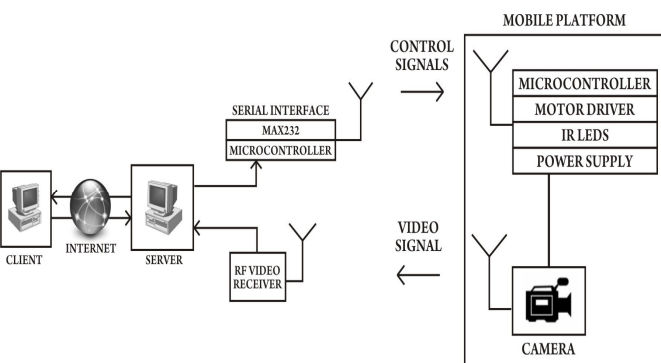 MOBILE PLATFORM
CONTROL
SIGNALS
MICROCONTROLLER
MOTOR DRIVER
IR LEDS
POWER SUPPLY
SERIAL INTERFACE
MAX232
MICROCONTROLLER
CLIENT
INTERNET
SERVER
RF VIDEO
RECEIVER
VIDEO
SIGNAL
CAMERA